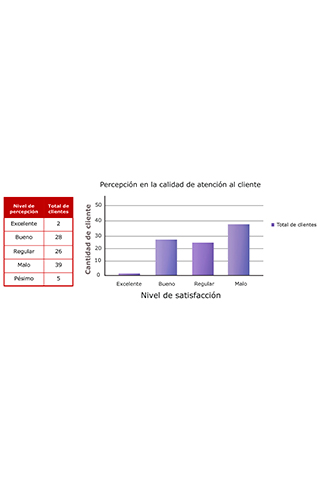 Percepción en la calidad de atención al cliente
Nivel de percepción Total de clientes
Excelente 2
Bueno 28
Regular 26
Malo 39
Pésimo 5
Cantidad de cliente
50
40
30
20
10
0
Excelente Bueno Regular Malo
Nivel de satisfacción
Total de clientes